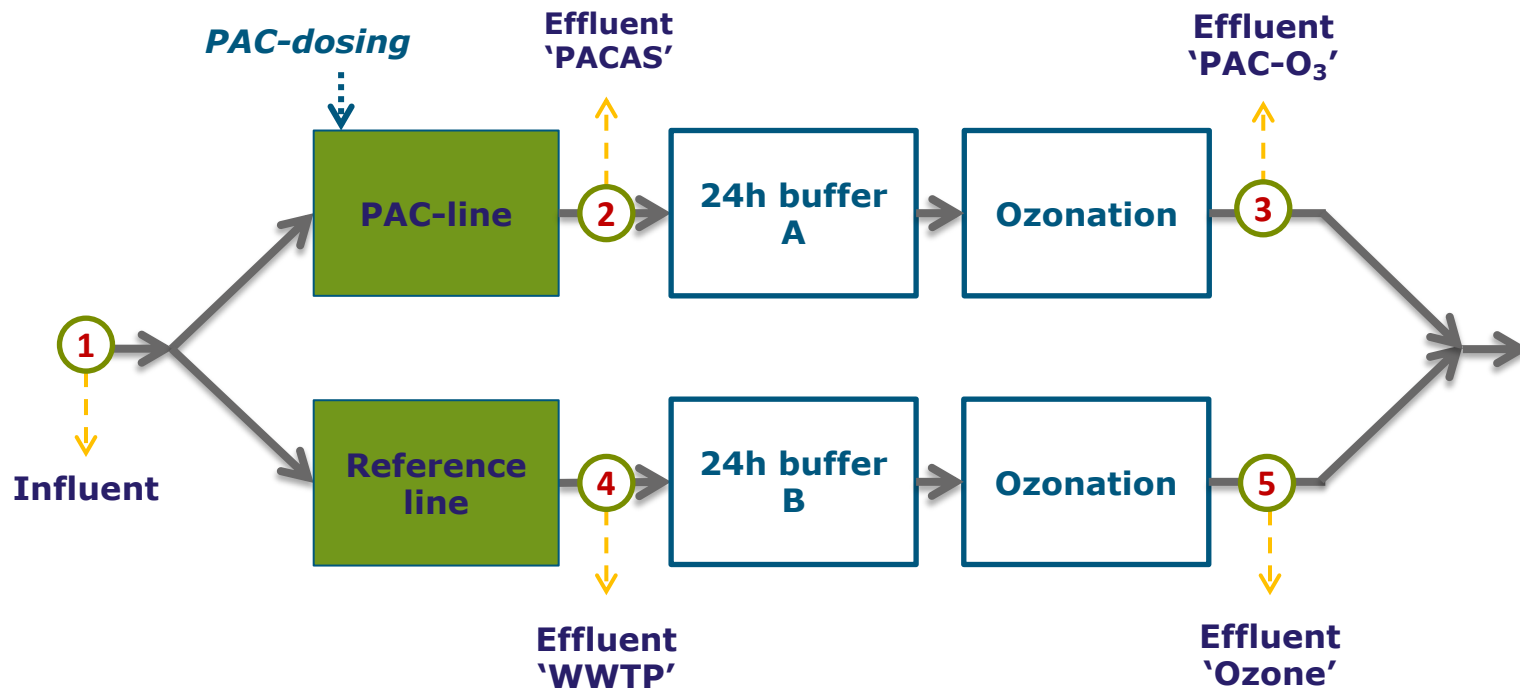 PAC-dosing
Effluent
‘PACAS’
Effluent
‘PAC-O₃’
PAC-line
2
24h buffer
A
Ozonation
3
1
Influent
Reference
line
4
24h buffer
B
Ozonation
5
Effluent
‘WWTP’
Effluent
‘Ozone’